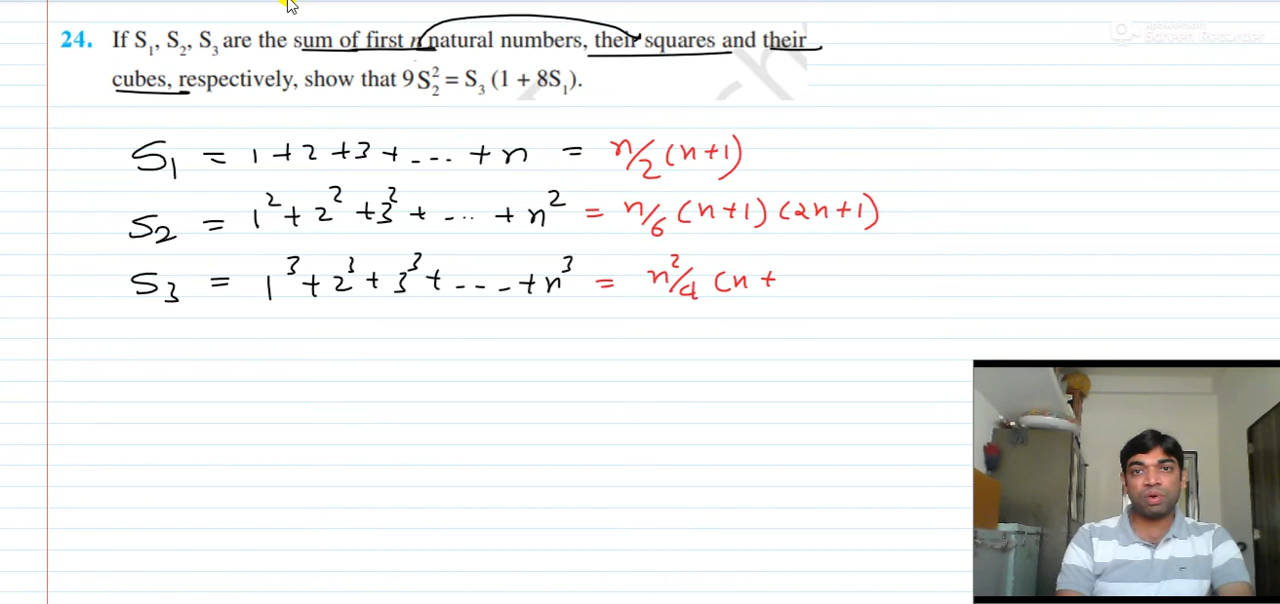 24. If S₁, S₂, S₃ are the sum of first n natural numbers, their squares and their
cubes, respectively, show that 9S₂² = S₃ (1 + 8S₁).
S₁ = 1 + 2 + 3 + ... + n = n/2 (n+1)
S₂ = 1² + 2² + 3² + ... + n² = n/6 (n+1) (2n+1)
S₃ = 1³ + 2³ + 3³ + ---- + n³ = n²/4 (n +
Screen Recorder